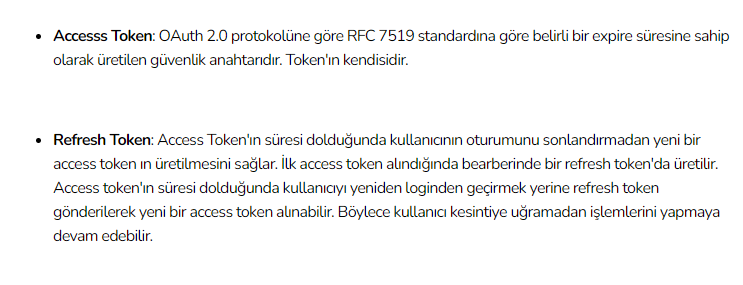 • Accesss Token: OAuth 2.0 protokolüne göre RFC 7519 standardına göre belirli bir expire süresine sahip
olarak üretilen güvenlik anahtarıdır. Token'ın kendisidir.
• Refresh Token: Access Token'ın süresi dolduğunda kullanıcının oturumunu sonlandırmadan yeni bir
access token ın üretilmesini sağlar. İlk access token alındığında bearberinde bir refresh token'da üretilir.
Access token'ın süresi dolduğunda kullanıcıyı yeniden loginden geçirmek yerine refresh token
gönderilerek yeni bir access token alınabilir. Böylece kullanıcı kesintiye uğramadan işlemlerini yapmaya
devam edebilir.